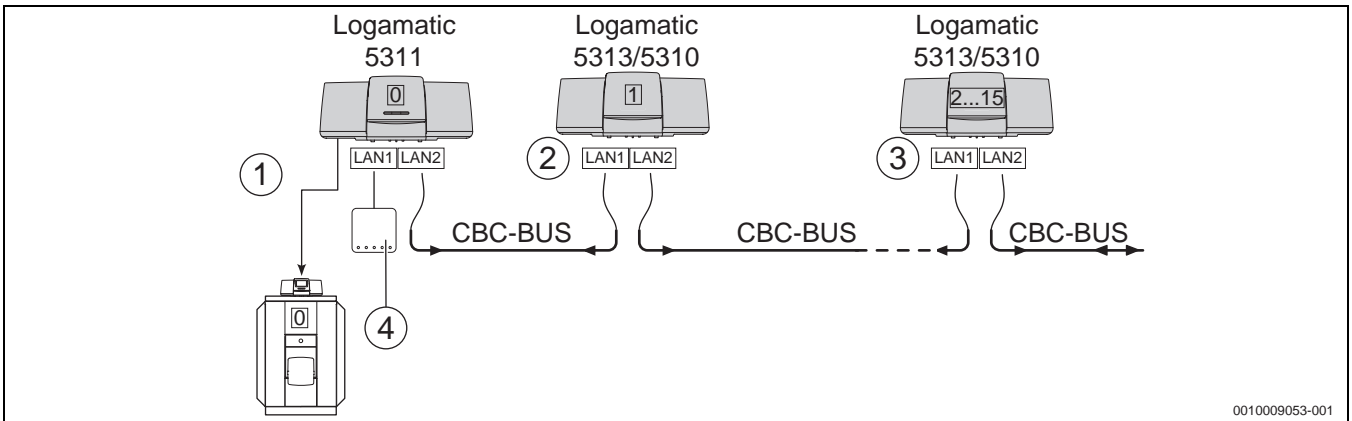 Logamatic
5311
Logamatic
5313/5310
Logamatic
5313/5310
0
1
2...15
1
LAN1 LAN2
2
LAN1 LAN2
3
LAN1 LAN2
CBC-BUS
CBC-BUS
CBC-BUS
0
4
0010009053-001